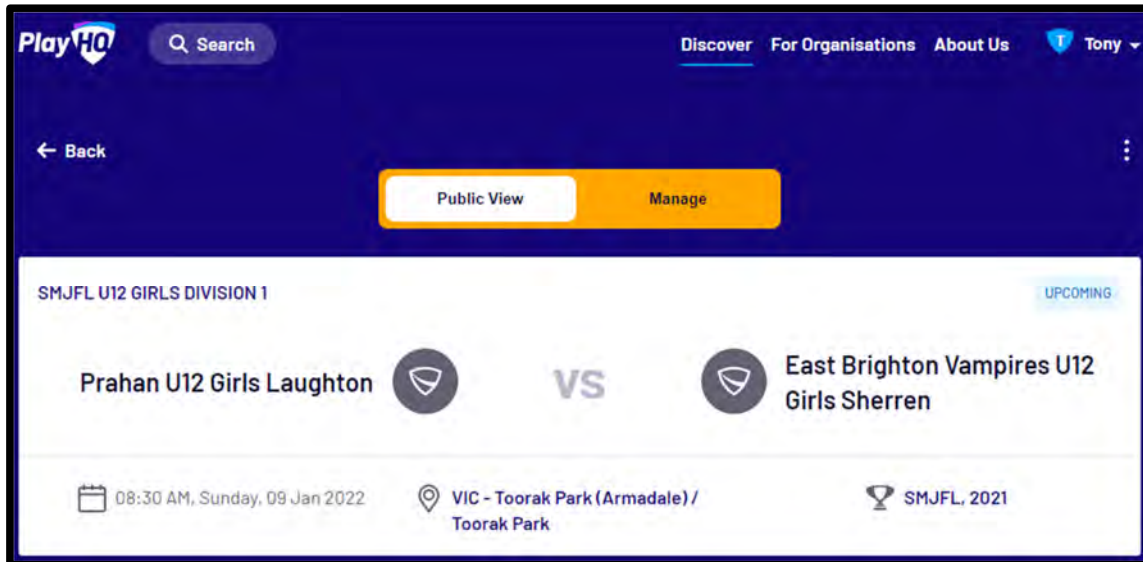 PlayHQ Search Discover For Organisations About Us T Tony
← Back
Public View Manage
SMJFL U12 GIRLS DIVISION 1 UPCOMING
Prahan U12 Girls Laughton VS East Brighton Vampires U12
Girls Sherren
08:30 AM, Sunday, 09 Jan 2022 VIC - Toorak Park (Armadale) / SMJFL, 2021
Toorak Park